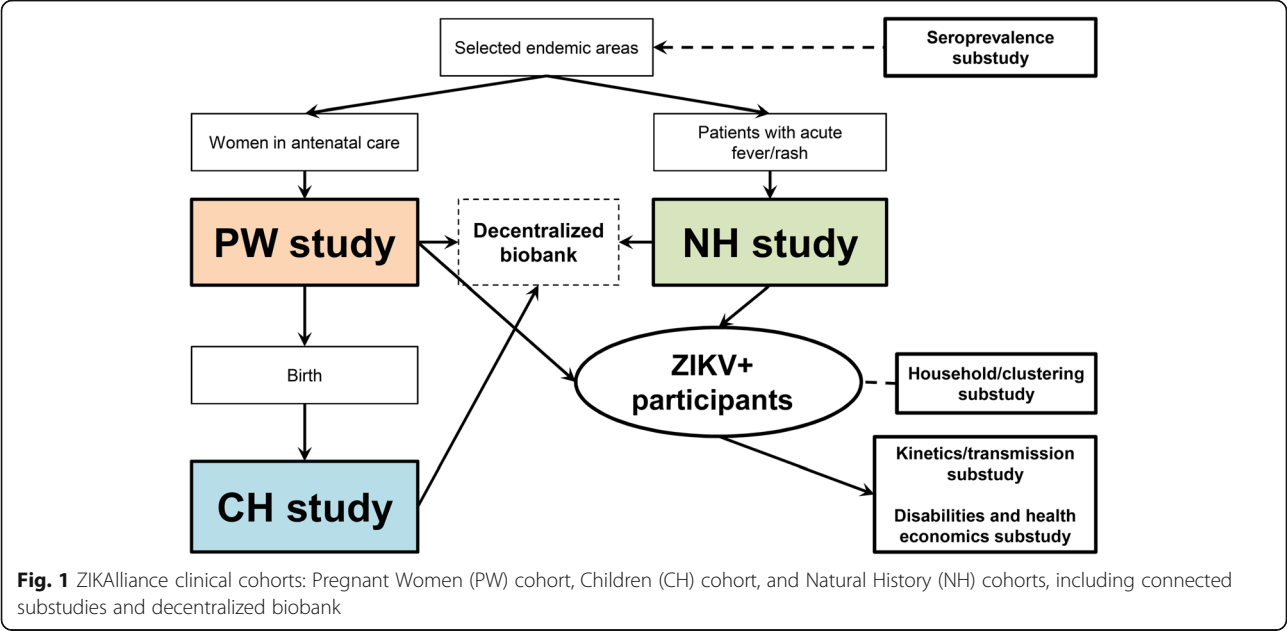 Selected endemic areas
Seroprevalence
substudy
Women in antenatal care
Patients with acute
fever/rash
PW study
Decentralized
biobank
NH study
Birth
ZIKV+
participants
Household/clustering
substudy
CH study
Kinetics/transmission
substudy
Disabilities and health
economics substudy
Fig. 1 ZIKAlliance clinical cohorts: Pregnant Women (PW) cohort, Children (CH) cohort, and Natural History (NH) cohorts, including connected
substudies and decentralized biobank